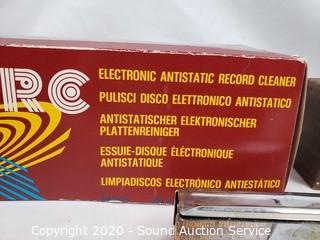 RC
ELECTRONIC ANTISTATIC RECORD CLEANER
PULISCI DISCO ELETTRONICO ANTISTATICO
ANTISTATISCHER ELEKTRONISCHER
PLATTENREINIGER
ESSUIE-DISQUE ÉLÉCTRONIQUE
ANTISTATIQUE
LIMPIADISCOS ELECTRÓNICO ANTIESTÁTICO
Copyright 2020 - Sound Auction Service